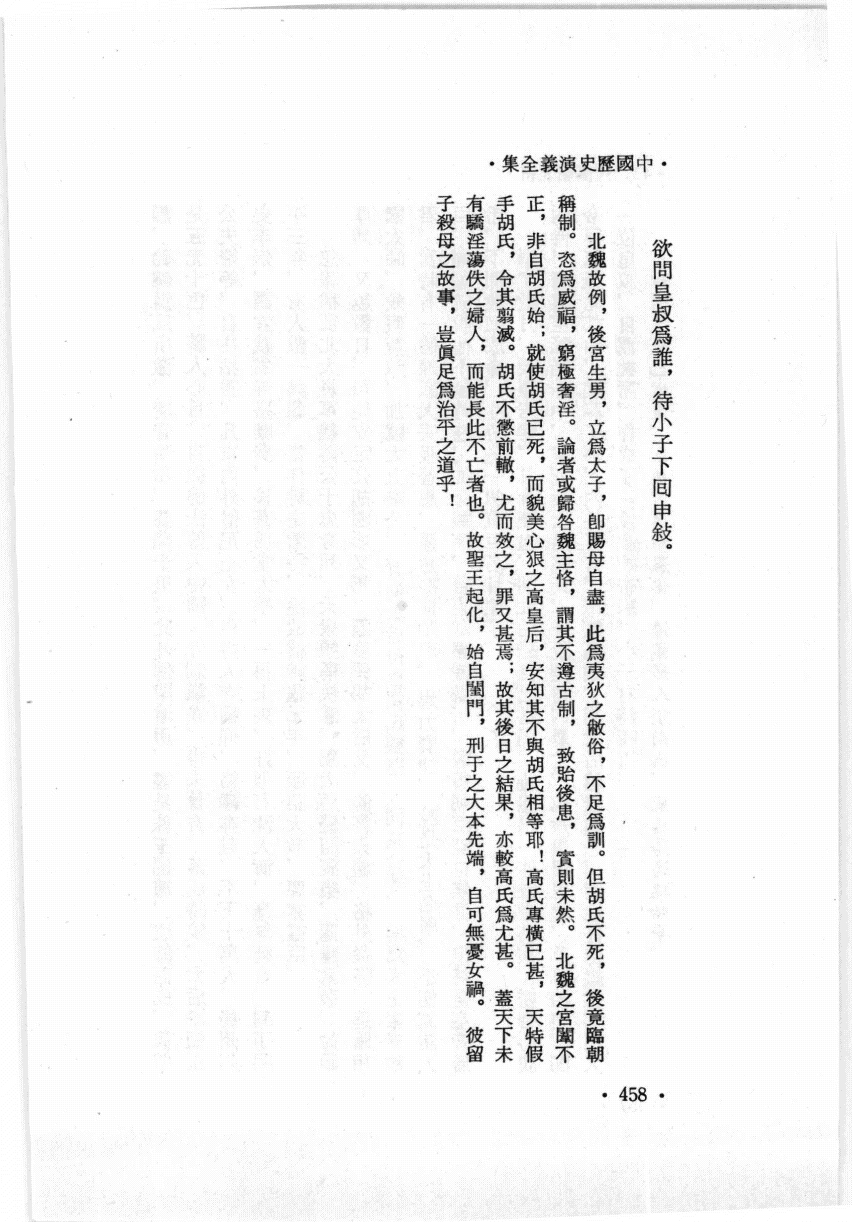 ・中國歷史演義全集・
欲問皇叔爲誰，待小子下回申敍。
北魏故例，後宮生男，立爲太子，卽賜母自盡，此爲夷狄之敝俗，不足爲訓。但胡氏不死，後竟臨朝
稱制。恣爲威福，窮極奢淫。論者或歸咎魏主恪，謂其不遵古制，致貽後患，實則未然。北魏之宮闈不
正，非自胡氏始；就使胡氏已死，而貌美心狠之高皇后，安知其不與胡氏相等耶！高氏專橫已甚，天特假
手胡氏，令其翦滅。胡氏不懲前轍，尤而效之，罪又甚焉；故其後日之結果，亦較高氏爲尤甚。蓋天下未
有驕淫蕩佚之婦人，而能長此不亡者也。故聖王起化，始自閨門，刑于之大本先端，自可無憂女禍。彼留
子殺母之故事，豈眞足爲治平之道乎！
・458・